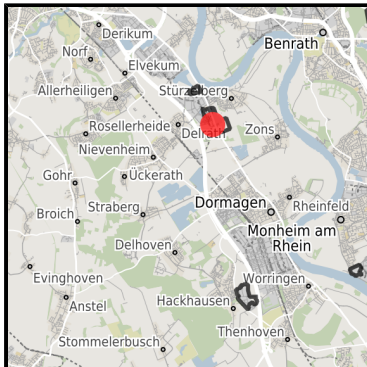 Derikum
Benrath
Norf
Elvekum
Allerheiligen
Stürzelberg
Rosellerheide
Delrath
Zons
Nievenheim
Gohr
Ückerath
Rheinfeld
Straberg
Dormagen
Broich
Monheim am
Rhein
Delhoven
Evinghoven
Worringen
Anstel
Hackhausen
Thenhoven
Stommelerbusch